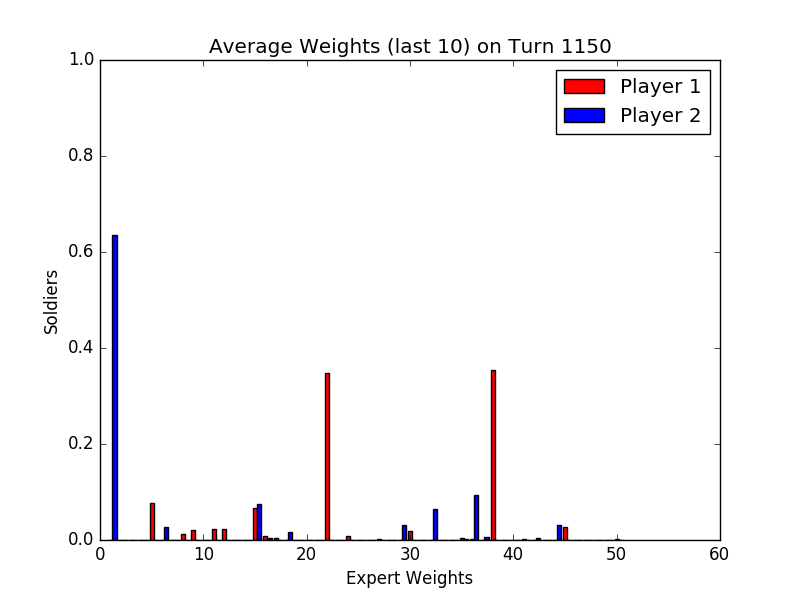 Average Weights (last 10) on Turn 1150
1.0
0.8
0.6
0.4
0.2
0.0
Soldiers
Player 1
Player 2
0 10 20 30 40 50 60
Expert Weights